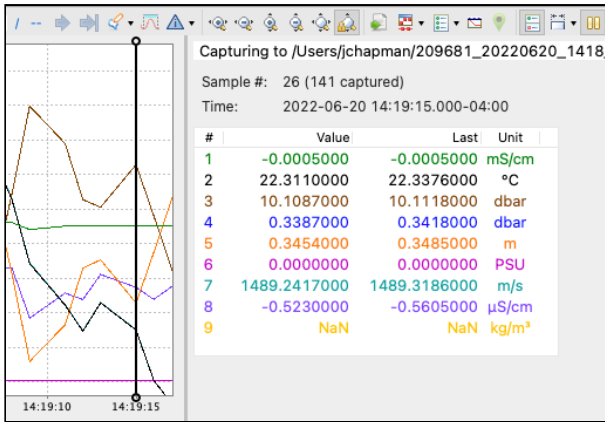 Capturing to /Users/jchapman/209681_20220620_1418_
Sample #: 26 (141 captured)
Time: 2022-06-20 14:19:15.000-04:00
# Value Last Unit
1 -0.0005000 -0.0005000 mS/cm
2 22.3110000 22.3376000 °C
3 10.1087000 10.1118000 dbar
4 0.3387000 0.3418000 dbar
5 0.3454000 0.3485000 m
6 0.0000000 0.0000000 PSU
7 1489.2417000 1489.3186000 m/s
8 -0.5230000 -0.5605000 µS/cm
9 NaN NaN kg/m³
14:19:10 14:19:15